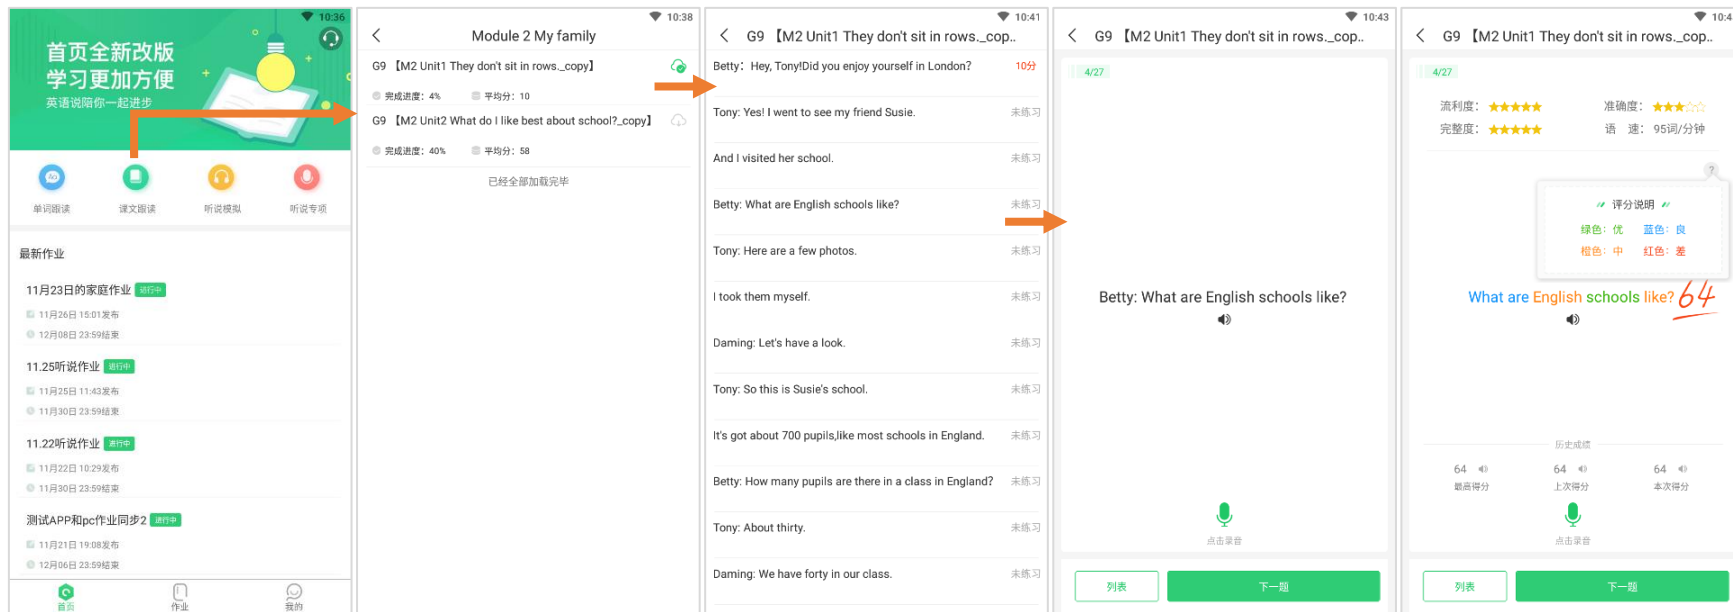 10:36
首页全新改版
学习更加方便
英语说陪你一起进步
单词跟读
课文跟读
听说模拟
听说专项
最新作业
11月23日的家庭作业 进行中
11月26日 15:01发布
12月08日 23:59结束
11.25听说作业 进行中
11月25日 11:43发布
11月30日 23:59结束
11.22听说作业 进行中
11月22日 10:29发布
11月30日 23:59结束
测试APP和pc作业同步2 进行中
11月21日 19:08发布
12月06日 23:59结束
首页
作业
我的
10:38
Module 2 My family
G9 【M2 Unit1 They don't sit in rows._copy】
完成进度：4% 平均分：10
G9 【M2 Unit2 What do I like best about school?_copy】
完成进度：40% 平均分：58
已经全部加载完毕
10:41
G9 【M2 Unit1 They don't sit in rows._cop..
Betty：Hey, Tony!Did you enjoy yourself in London? 10分
Tony: Yes! I went to see my friend Susie. 未练习
And I visited her school. 未练习
Betty: What are English schools like? 未练习
Tony: Here are a few photos. 未练习
I took them myself. 未练习
Daming: Let's have a look. 未练习
Tony: So this is Susie's school. 未练习
It's got about 700 pupils,like most schools in England. 未练习
Betty: How many pupils are there in a class in England? 未练习
Tony: About thirty. 未练习
Daming: We have forty in our class. 未练习
10:43
G9 【M2 Unit1 They don't sit in rows._cop..
4/27
Betty: What are English schools like?
点击录音
列表
下一题
10:4
G9 【M2 Unit1 They don't sit in rows._cop..
4/27
流利度： 准确度：
完整度： 语 速： 95词/分钟
?
评分说明
绿色：优 蓝色：良
橙色：中 红色：差
What are English schools like? 64
历史成绩
64 64 64
最高得分 上次得分 本次得分
点击录音
列表
下一题